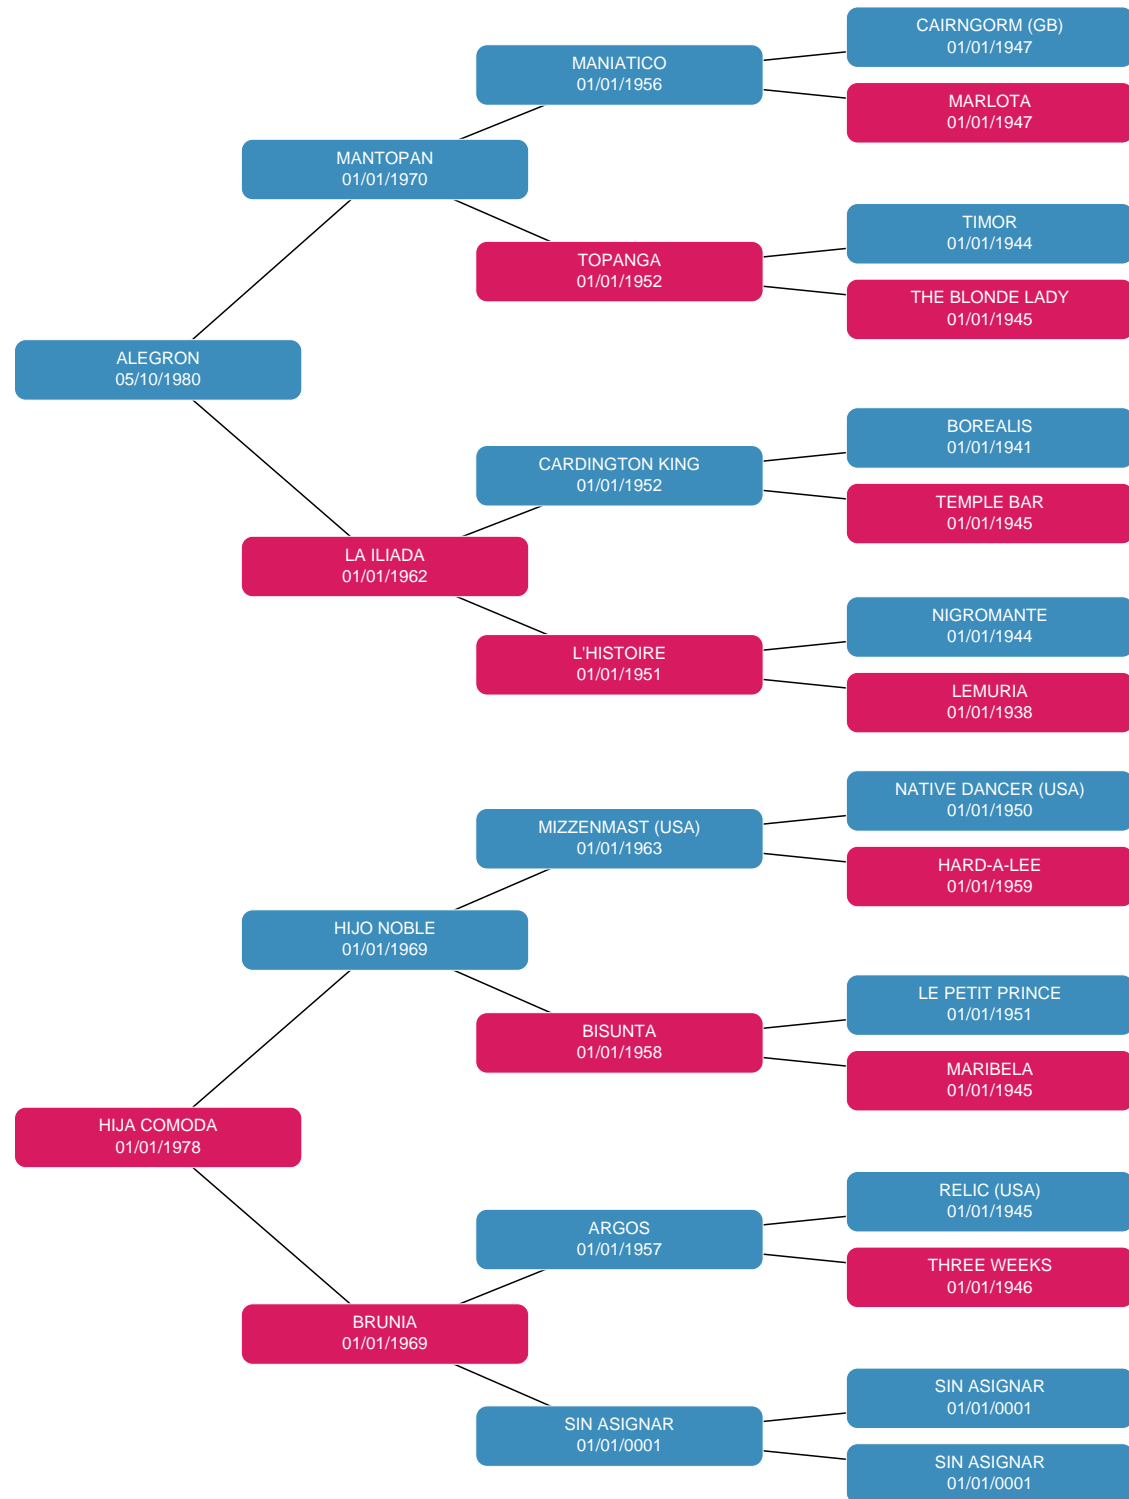 CAIRNGORM (GB)
01/01/1947
MANIATICO
01/01/1956
MARLOTA
01/01/1947
MANTOPAN
01/01/1970
TIMOR
01/01/1944
TOPANGA
01/01/1952
THE BLONDE LADY
01/01/1945
ALEGRON
05/10/1980
BOREALIS
01/01/1941
CARDINGTON KING
01/01/1952
TEMPLE BAR
01/01/1945
LA ILIADA
01/01/1962
NIGROMANTE
01/01/1944
L'HISTOIRE
01/01/1951
LEMURIA
01/01/1938
NATIVE DANCER (USA)
01/01/1950
MIZZENMAST (USA)
01/01/1963
HARD-A-LEE
01/01/1959
HIJO NOBLE
01/01/1969
LE PETIT PRINCE
01/01/1951
BISUNTA
01/01/1958
MARIBELA
01/01/1945
HIJA COMODA
01/01/1978
RELIC (USA)
01/01/1945
ARGOS
01/01/1957
THREE WEEKS
01/01/1946
BRUNIA
01/01/1969
SIN ASIGNAR
01/01/0001
SIN ASIGNAR
01/01/0001
SIN ASIGNAR
01/01/0001